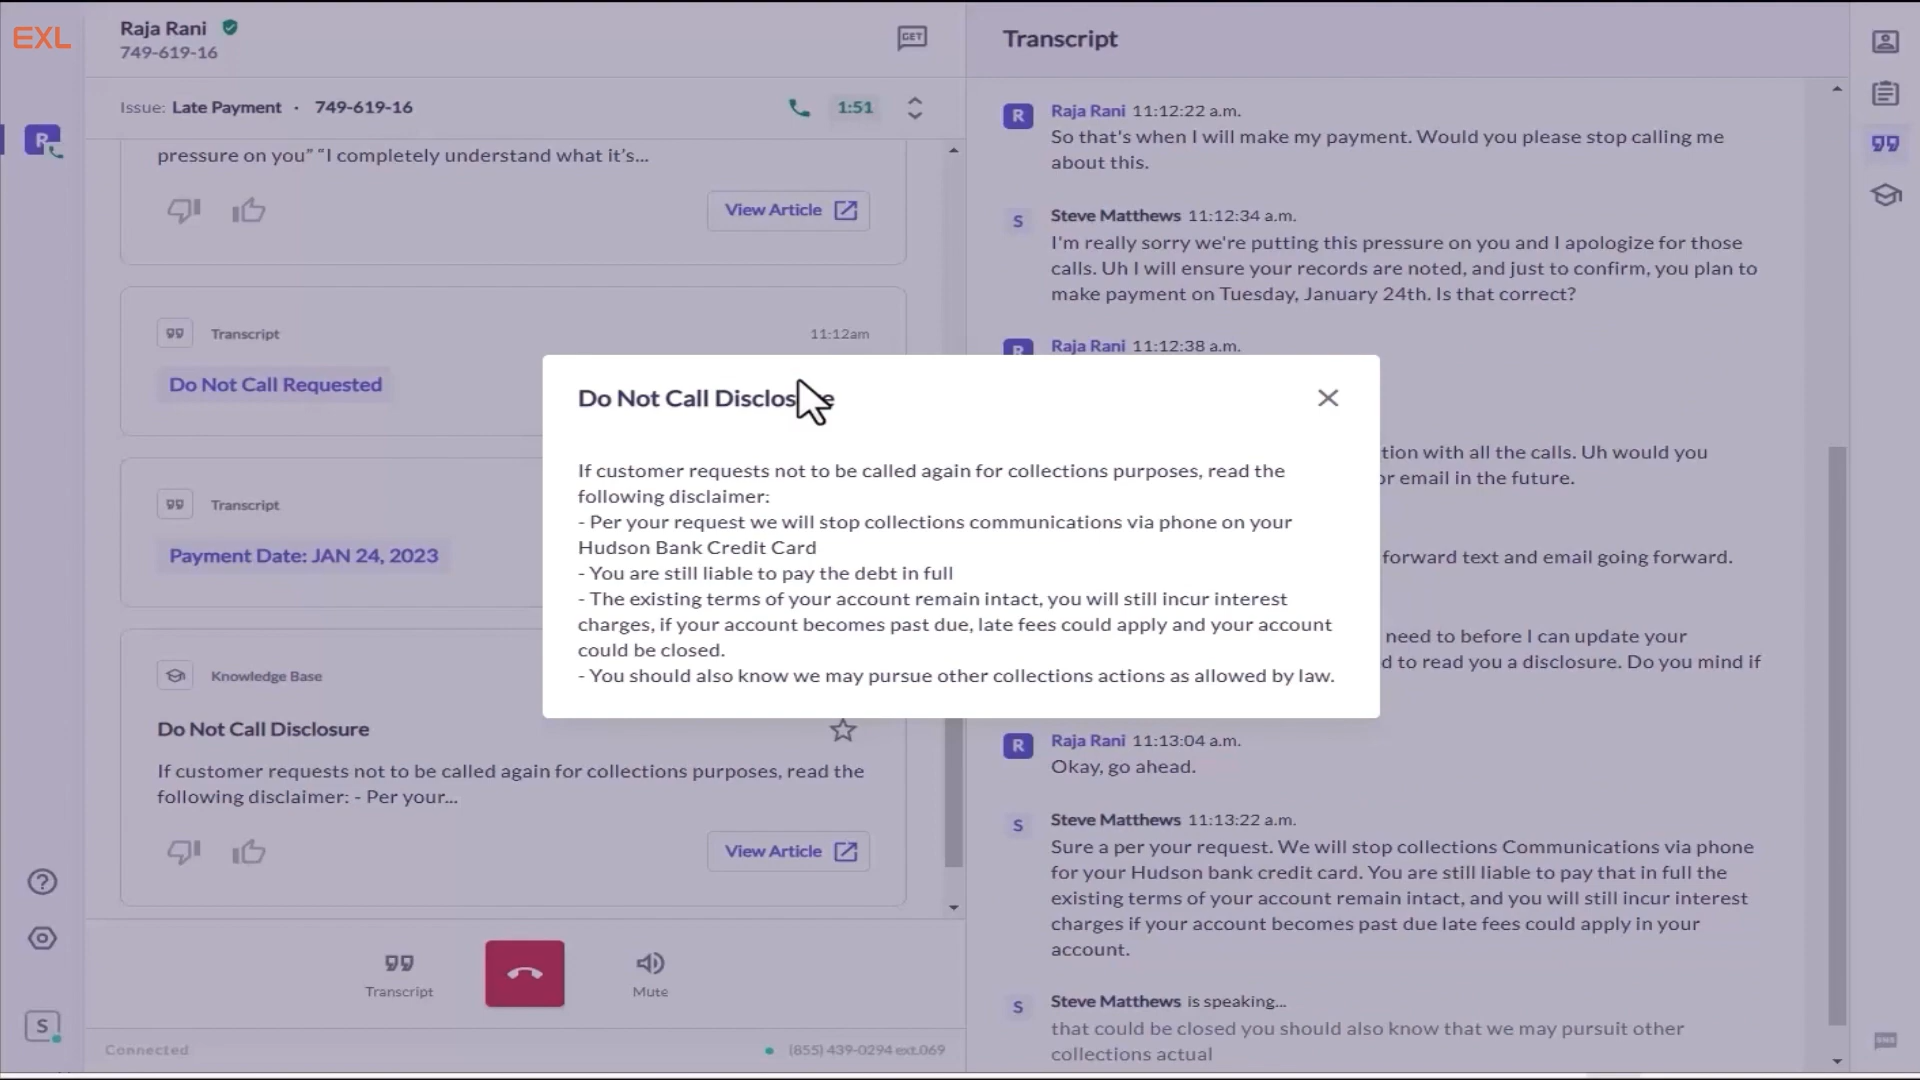 EXL
Raja Rani
749-619-16
GET
Issue: Late Payment · 749-619-16
1:51
pressure on you” “I completely understand what it’s...
View Article
Transcript
11:12am
Do Not Call Requested
Transcript
Payment Date: JAN 24, 2023
Knowledge Base
Do Not Call Disclosure
If customer requests not to be called again for collections purposes, read the
following disclaimer: - Per your...
View Article
Transcript
Mute
Connected
(855) 439-0294 ext.069
R
S
Do Not Call Disclos e
If customer requests not to be called again for collections purposes, read the
following disclaimer:
- Per your request we will stop collections communications via phone on your
Hudson Bank Credit Card
- You are still liable to pay the debt in full
- The existing terms of your account remain intact, you will still incur interest
charges, if your account becomes past due, late fees could apply and your account
could be closed.
- You should also know we may pursue other collections actions as allowed by law.
Transcript
R
Raja Rani 11:12:22 a.m.
So that's when I will make my payment. Would you please stop calling me
about this.
S
Steve Matthews 11:12:34 a.m.
I'm really sorry we're putting this pressure on you and I apologize for those
calls. Uh I will ensure your records are noted, and just to confirm, you plan to
make payment on Tuesday, January 24th. Is that correct?
R
Raja Rani 11:12:38 a.m.
tion with all the calls. Uh would you
or email in the future.
forward text and email going forward.
need to before I can update your
d to read you a disclosure. Do you mind if
R
Raja Rani 11:13:04 a.m.
Okay, go ahead.
S
Steve Matthews 11:13:22 a.m.
Sure a per your request. We will stop collections Communications via phone
for your Hudson bank credit card. You are still liable to pay that in full the
existing terms of your account remain intact, and you will still incur interest
charges if your account becomes past due late fees could apply in your
account.
S
Steve Matthews is speaking...
that could be closed you should also know that we may pursuit other
collections actual